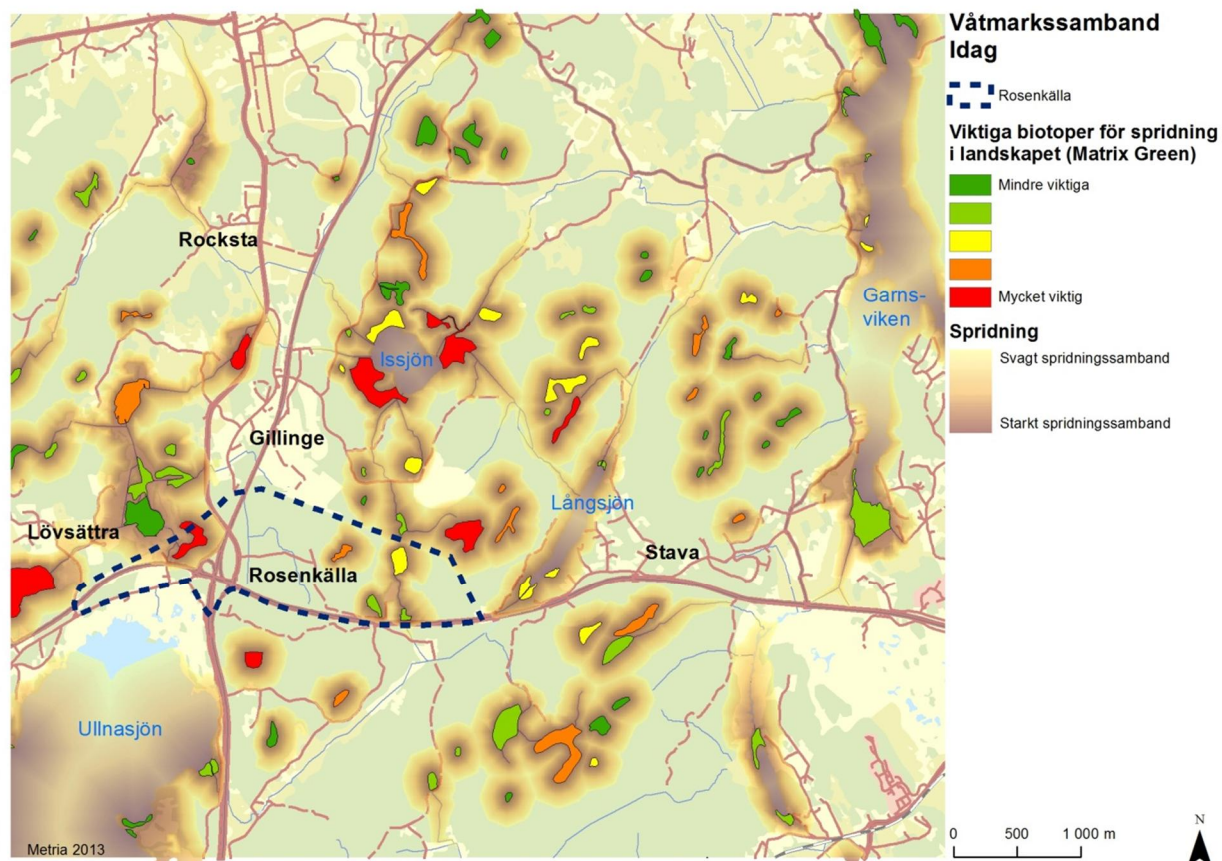 Våtmarkssamband
Idag
Rosenkälla
Viktiga biotoper för spridning
i landskapet (Matrix Green)
Mindre viktiga
Mycket viktig
Spridning
Svagt spridningssamband
Starkt spridningssamband
Rocksta
Garns-
viken
Issjön
Gillinge
Långsjön
Lövsättra
Stava
Rosenkälla
Ullnasjön
Metria 2013
0 500 1 000 m
N